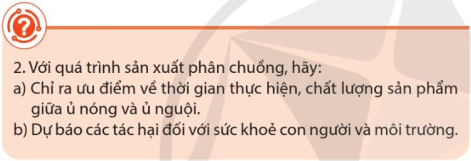 2. Với quá trình sản xuất phân chuồng, hãy:
a) Chỉ ra ưu điểm về thời gian thực hiện, chất lượng sản phẩm
giữa ủ nóng và ủ nguội.
b) Dự báo các tác hại đối với sức khoẻ con người và môi trường.